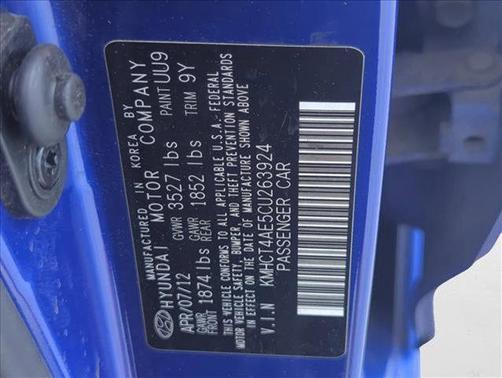 MANUFACTURED IN KOREA BY
HYUNDAI MOTOR COMPANY
APR/07/12 GVWR 3527 lbs PAINT UU9
GAWR FRONT 1874 lbs GAWR REAR 1852 lbs TRIM 9Y
THIS VEHICLE CONFORMS TO ALL APPLICABLE U.S.A. FEDERAL
MOTOR VEHICLE SAFETY, BUMPER, AND THEFT PREVENTION STANDARDS
IN EFFECT ON THE DATE OF MANUFACTURE SHOWN ABOVE
V.I.N KMHCT4AE5CU263924
PASSENGER CAR